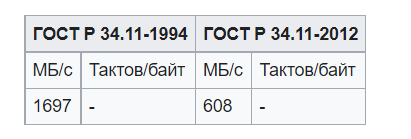 ГОСТ Р 34.11-1994 ГОСТ Р 34.11-2012
МБ/с Тактов/байт МБ/с Тактов/байт
1697 - 608 -